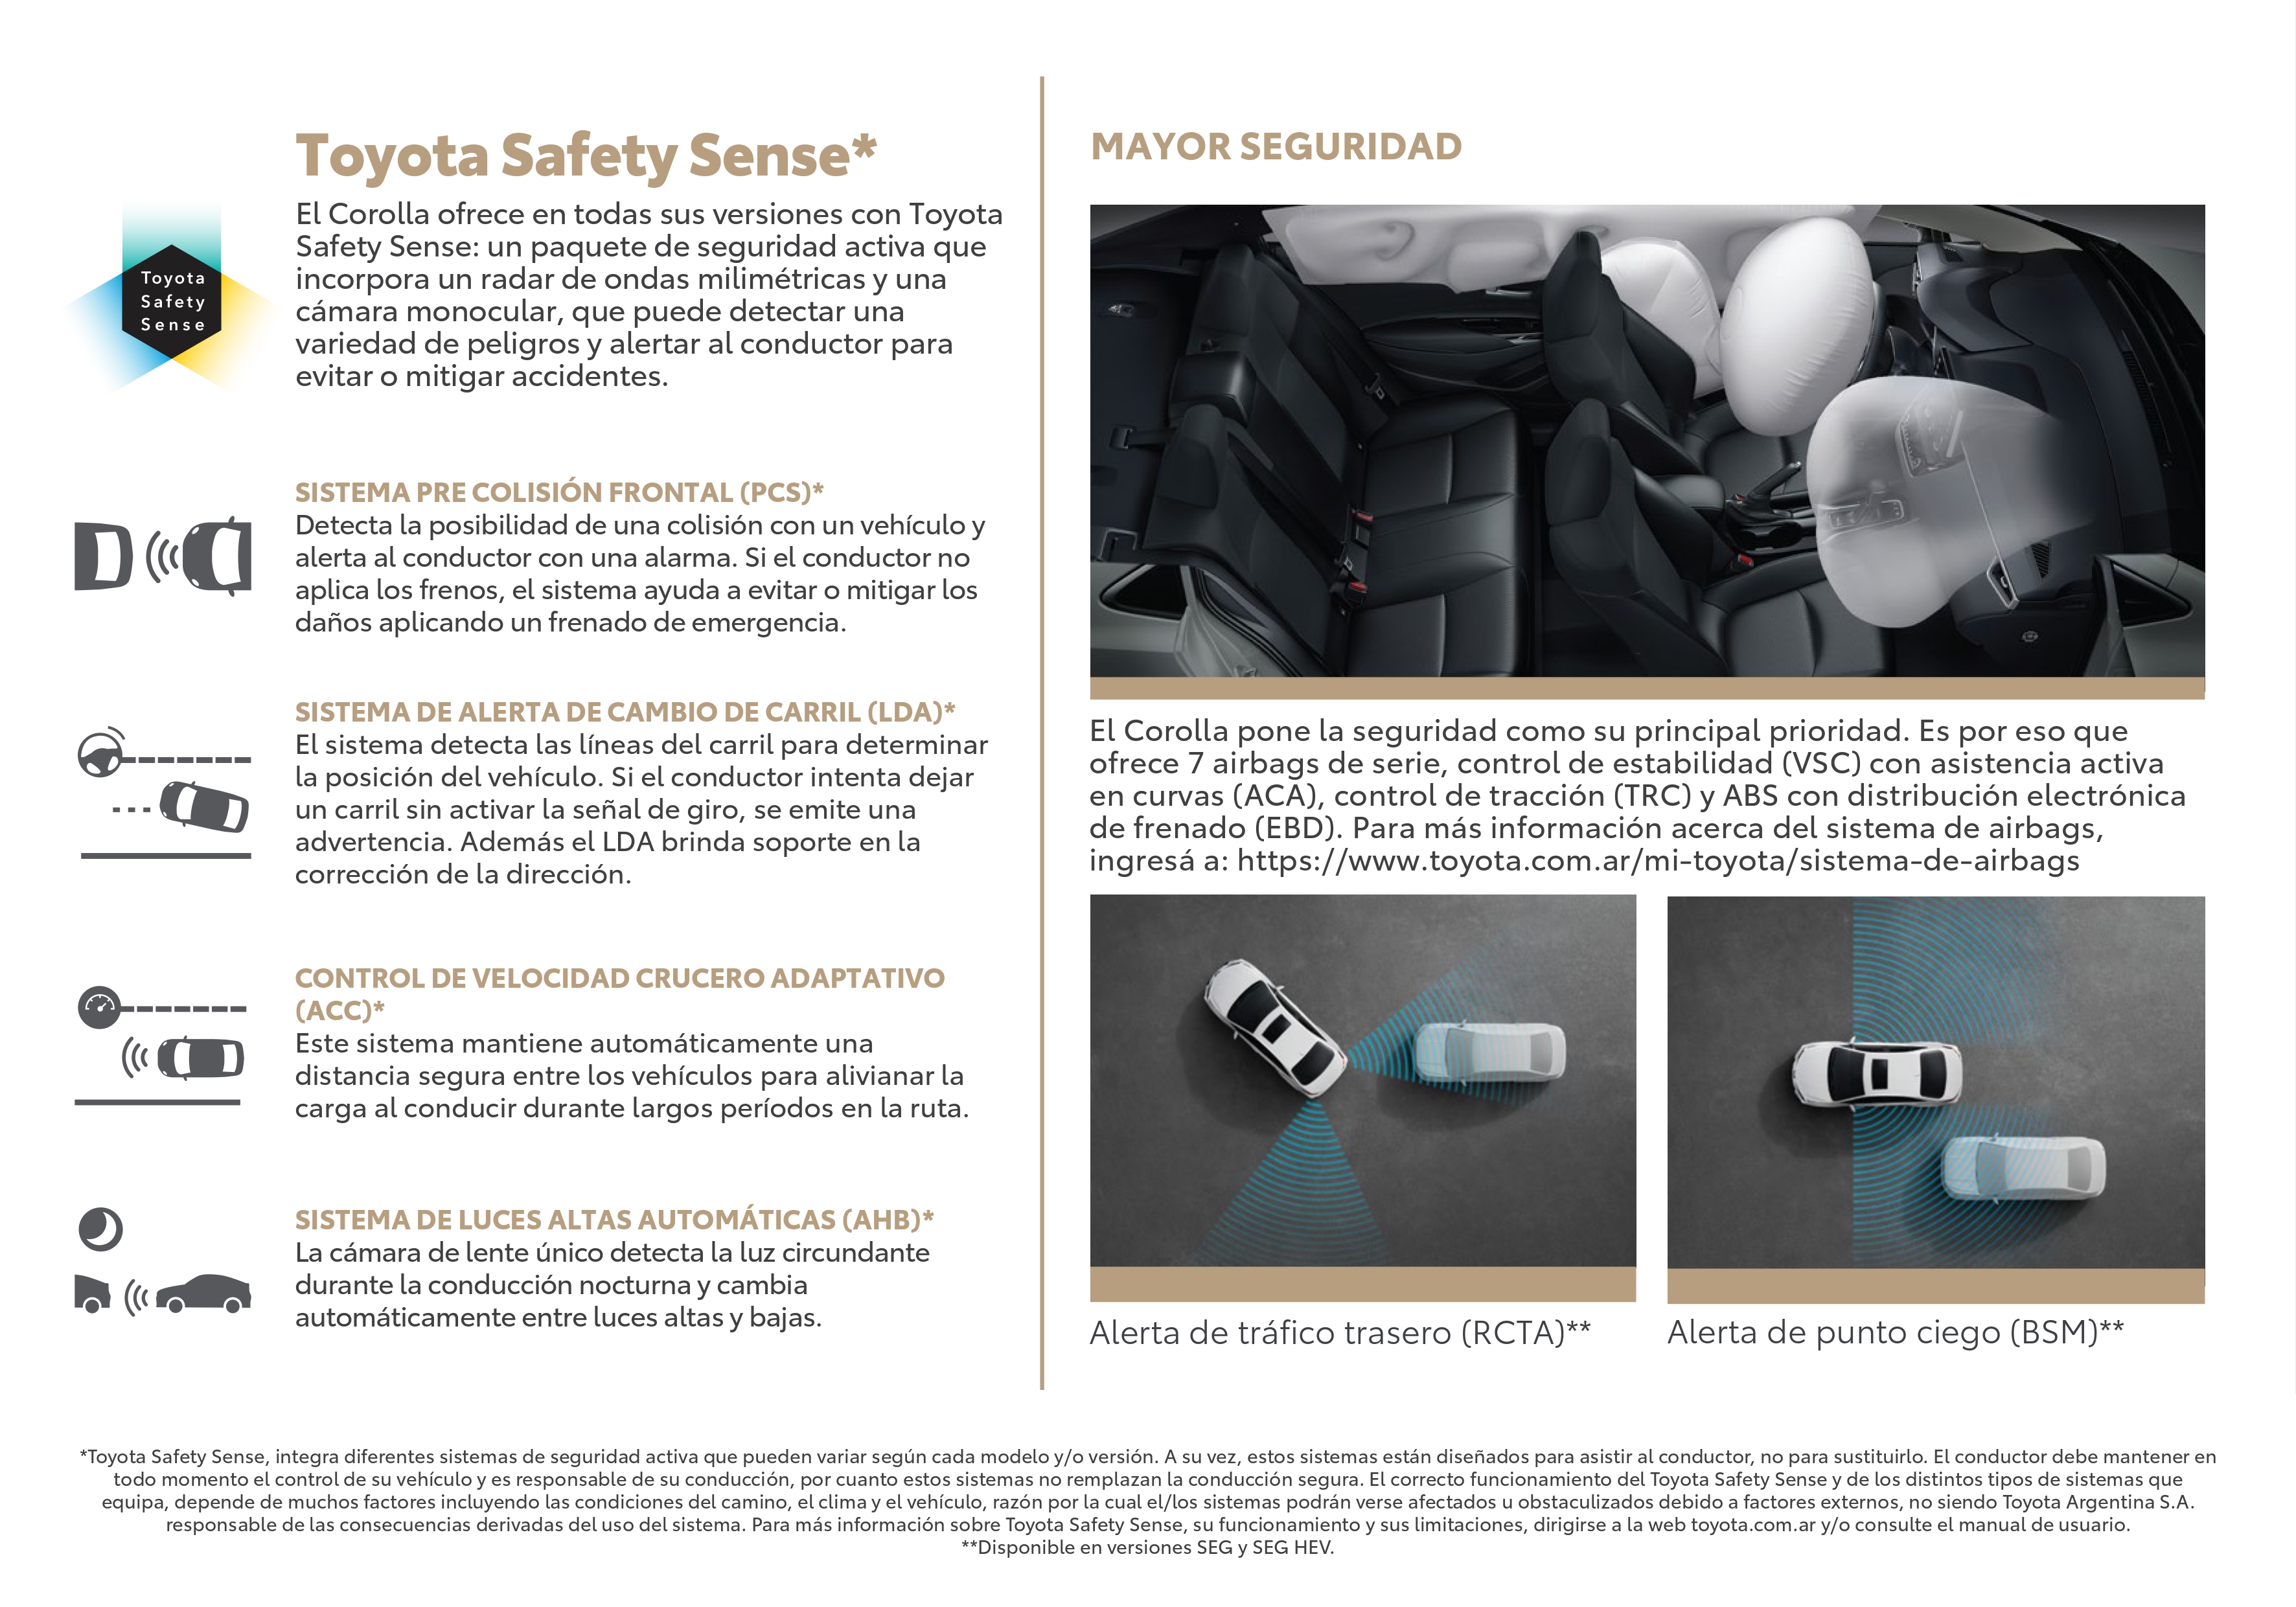 Toyota Safety Sense*
Toyota
Safety
Sense
El Corolla ofrece en todas sus versiones con Toyota
Safety Sense: un paquete de seguridad activa que
incorpora un radar de ondas milimétricas y una
cámara monocular, que puede detectar una
variedad de peligros y alertar al conductor para
evitar o mitigar accidentes.
SISTEMA PRE COLISIÓN FRONTAL (PCS)*
Detecta la posibilidad de una colisión con un vehículo y
alerta al conductor con una alarma. Si el conductor no
aplica los frenos, el sistema ayuda a evitar o mitigar los
daños aplicando un frenado de emergencia.
SISTEMA DE ALERTA DE CAMBIO DE CARRIL (LDA)*
El sistema detecta las líneas del carril para determinar
la posición del vehículo. Si el conductor intenta dejar
un carril sin activar la señal de giro, se emite una
advertencia. Además el LDA brinda soporte en la
corrección de la dirección.
CONTROL DE VELOCIDAD CRUCERO ADAPTATIVO
(ACC)*
Este sistema mantiene automáticamente una
distancia segura entre los vehículos para alivianar la
carga al conducir durante largos períodos en la ruta.
SISTEMA DE LUCES ALTAS AUTOMÁTICAS (AHB)*
La cámara de lente único detecta la luz circundante
durante la conducción nocturna y cambia
automáticamente entre luces altas y bajas.
MAYOR SEGURIDAD
El Corolla pone la seguridad como su principal prioridad. Es por eso que
ofrece 7 airbags de serie, control de estabilidad (VSC) con asistencia activa
en curvas (ACA), control de tracción (TRC) y ABS con distribución electrónica
de frenado (EBD). Para más información acerca del sistema de airbags,
ingresá a: https://www.toyota.com.ar/mi-toyota/sistema-de-airbags
Alerta de tráfico trasero (RCTA)**
Alerta de punto ciego (BSM)**
*Toyota Safety Sense, integra diferentes sistemas de seguridad activa que pueden variar según cada modelo y/o versión. A su vez, estos sistemas están diseñados para asistir al conductor, no para sustituirlo. El conductor debe mantener en
todo momento el control de su vehículo y es responsable de su conducción, por cuanto estos sistemas no remplazan la conducción segura. El correcto funcionamiento del Toyota Safety Sense y de los distintos tipos de sistemas que
equipa, depende de muchos factores incluyendo las condiciones del camino, el clima y el vehículo, razón por la cual el/los sistemas podrán verse afectados u obstaculizados debido a factores externos, no siendo Toyota Argentina S.A.
responsable de las consecuencias derivadas del uso del sistema. Para más información sobre Toyota Safety Sense, su funcionamiento y sus limitaciones, dirigirse a la web toyota.com.ar y/o consulte el manual de usuario.
**Disponible en versiones SEG y SEG HEV.